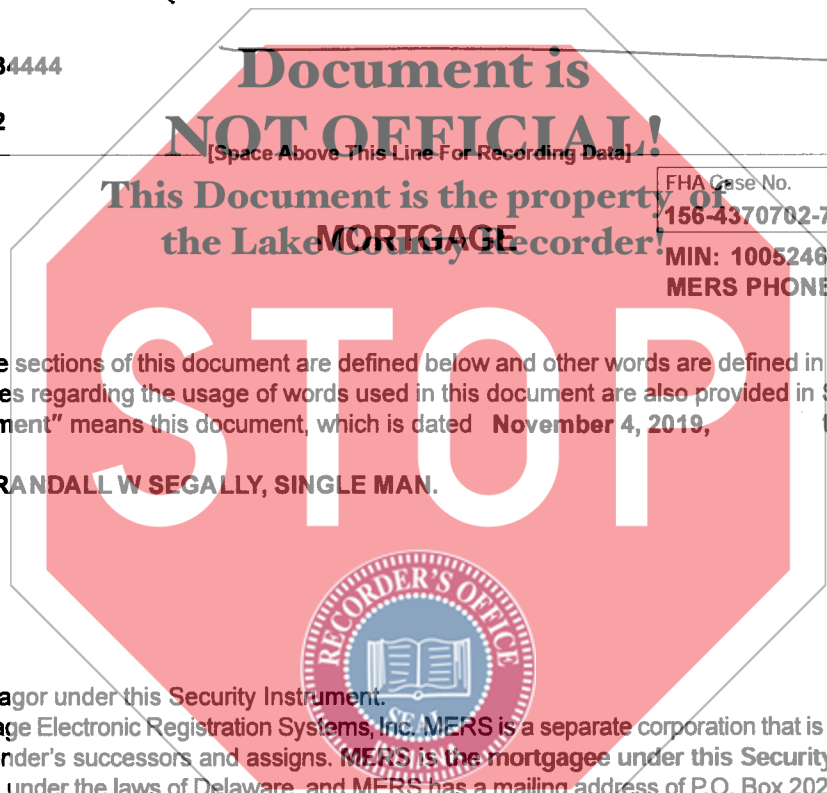 34444
Document is
2
NOT OFFICIAL!
[Space Above This Line For Recording Data]
FHA Case No.
This Document is the property of
156-4370702-7
the Lake County Recorder!
MORTGAGE
MIN: 1005246
MERS PHONE
STOP
e sections of this document are defined below and other words are defined in
es regarding the usage of words used in this document are also provided in S
ment” means this document, which is dated November 4, 2019, t
RANDALL W SEGALLY, SINGLE MAN.
RECORDER'S OFFICE
SEAL
agor under this Security Instrument.
age Electronic Registration Systems, Inc. MERS is a separate corporation that is
nder's successors and assigns. MERS is the mortgagee under this Security
under the laws of Delaware, and MERS has a mailing address of P.O. Box 202